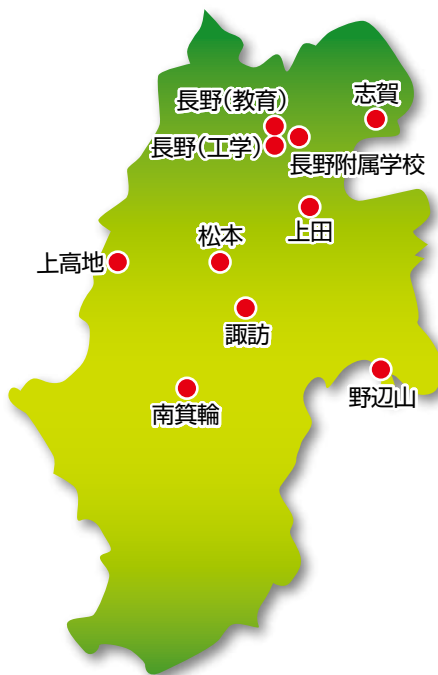 志賀
長野(教育)
長野(工学)
長野附属学校
上田
松本
上高地
諏訪
野辺山
南箕輪